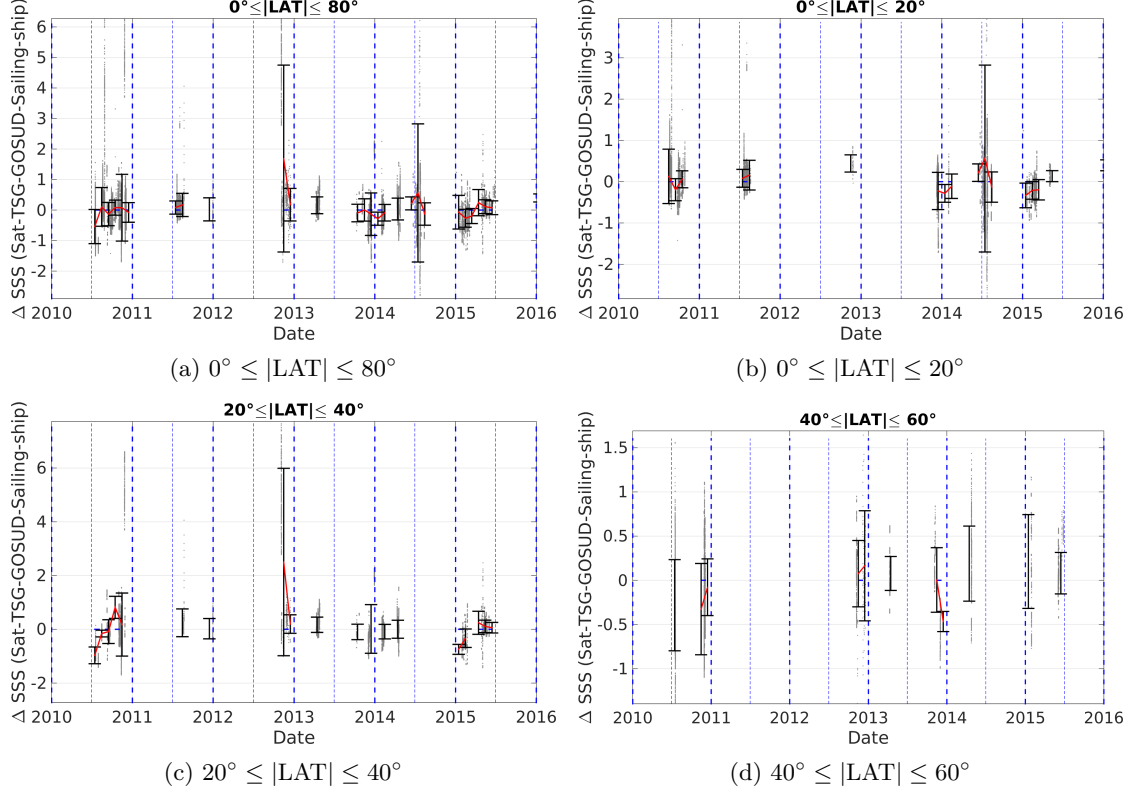 0°≤|LAT|≤ 80°
Δ SSS (Sat-TSG-GOSUD-Sailing-ship)
6
5
4
3
2
1
0
-1
-2
2010 2011 2012 2013 2014 2015 2016
Date
(a) 0° ≤ |LAT| ≤ 80°
0°≤|LAT|≤ 20°
Δ SSS (Sat-TSG-GOSUD-Sailing-ship)
3
2
1
0
-1
-2
2010 2011 2012 2013 2014 2015 2016
Date
(b) 0° ≤ |LAT| ≤ 20°
20°≤|LAT|≤ 40°
Δ SSS (Sat-TSG-GOSUD-Sailing-ship)
6
4
2
0
-2
2010 2011 2012 2013 2014 2015 2016
Date
(c) 20° ≤ |LAT| ≤ 40°
40°≤|LAT|≤ 60°
Δ SSS (Sat-TSG-GOSUD-Sailing-ship)
1.5
1
0.5
0
-0.5
-1
2010 2011 2012 2013 2014 2015 2016
Date
(d) 40° ≤ |LAT| ≤ 60°